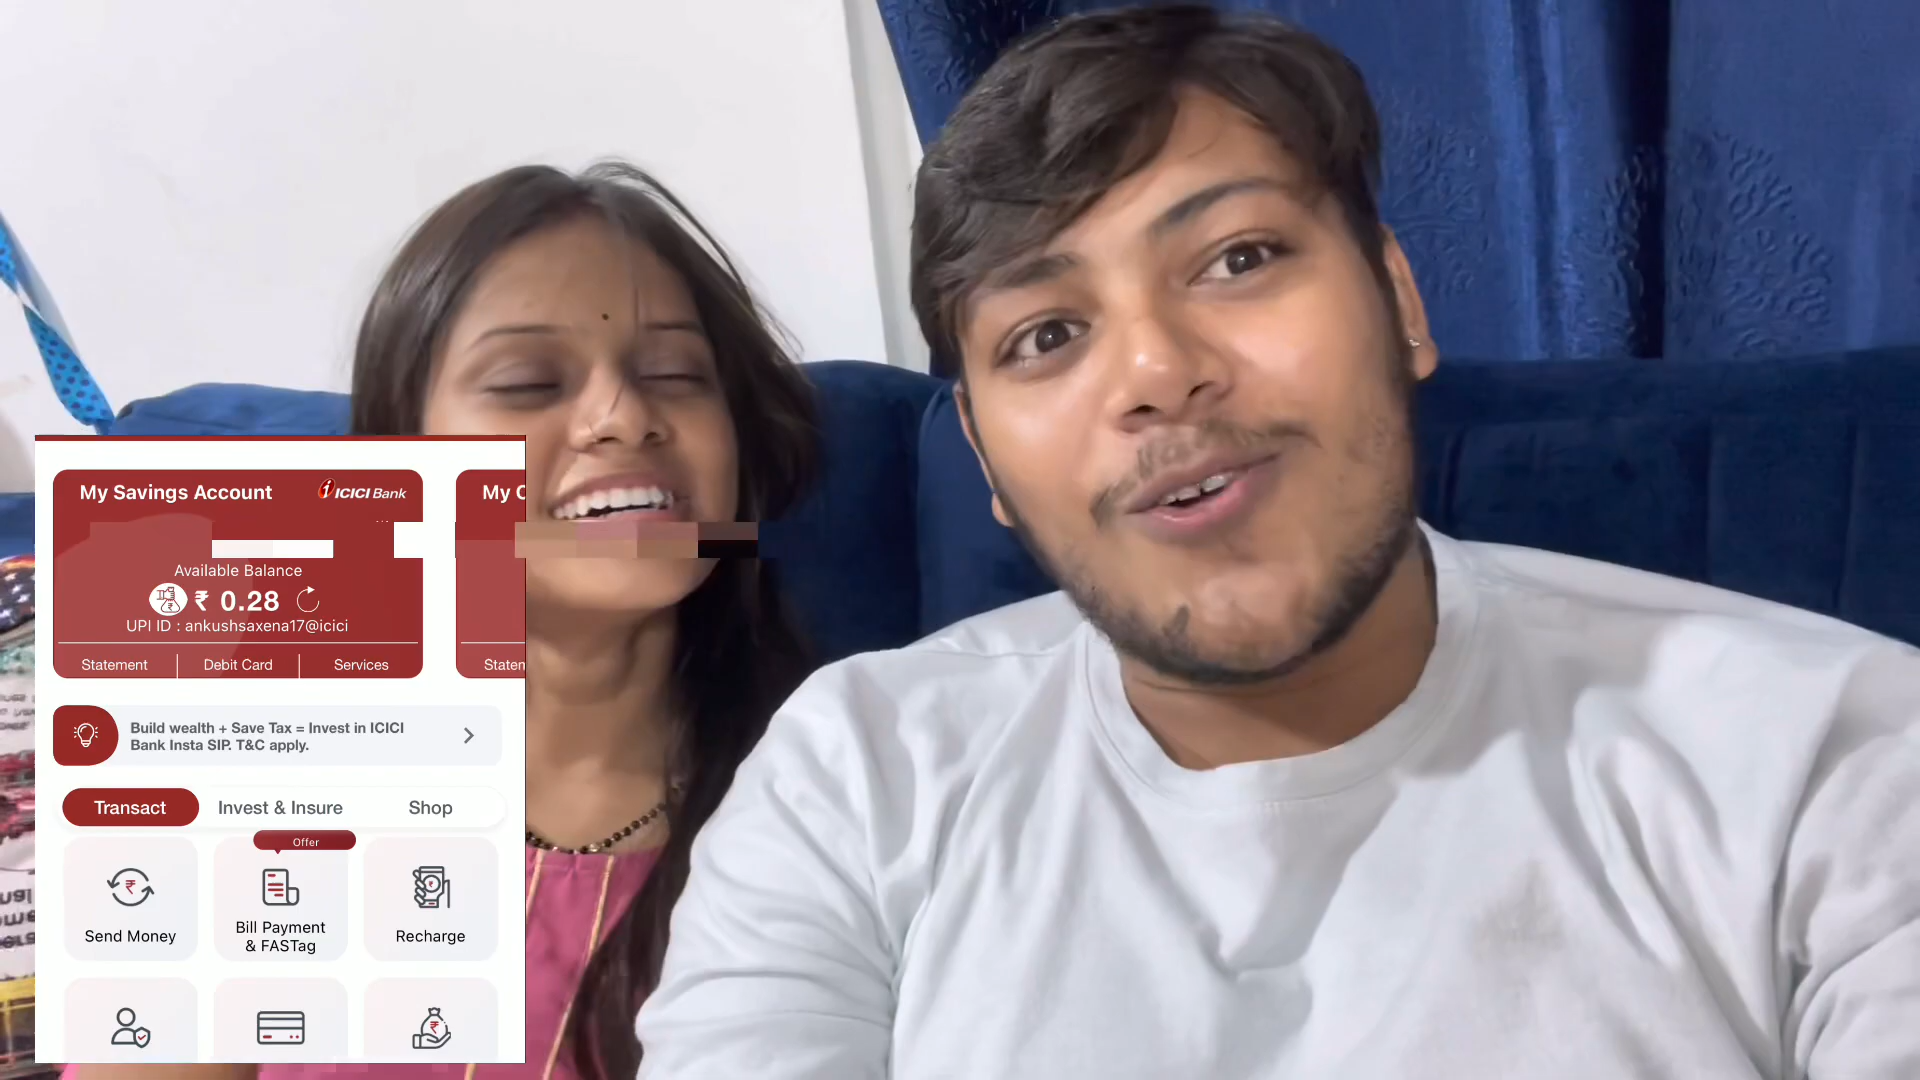 My Savings Account
ICICI Bank
My C
Available Balance
₹ 0.28
UPI ID : ankushsaxena17@icici
Statement
Debit Card
Services
Staten
Build wealth + Save Tax = Invest in ICICI
Bank Insta SIP. T&C apply.
Transact
Invest & Insure
Shop
Offer
Send Money
Bill Payment
& FASTag
Recharge